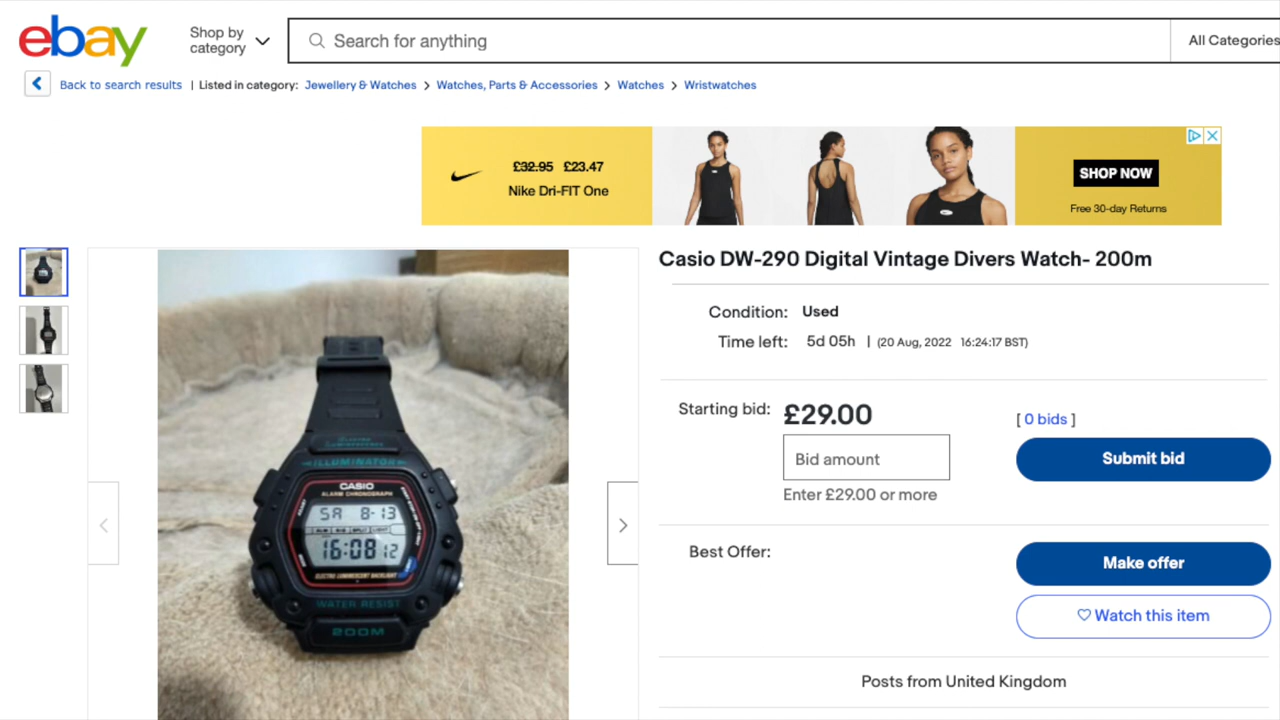 ebay
Shop by
category
Search for anything
All Categories
Back to search results | Listed in category: Jewellery & Watches > Watches, Parts & Accessories > Watches > Wristwatches
£32.95 £23.47
Nike Dri-FIT One
SHOP NOW
Free 30-day Returns
Casio DW-290 Digital Vintage Divers Watch- 200m
Condition: Used
Time left: 5d 05h | (20 Aug, 2022 16:24:17 BST)
Starting bid: £29.00
[ 0 bids ]
Bid amount
Submit bid
Enter £29.00 or more
Best Offer:
Make offer
Watch this item
Posts from United Kingdom
ILLUMINATOR
CASIO
ALARM CHRONOGRAPH
SA 8-13
16:08 12
ELECTRO LUMINESCENT BACKLIGHT
WATER RESIST
200M